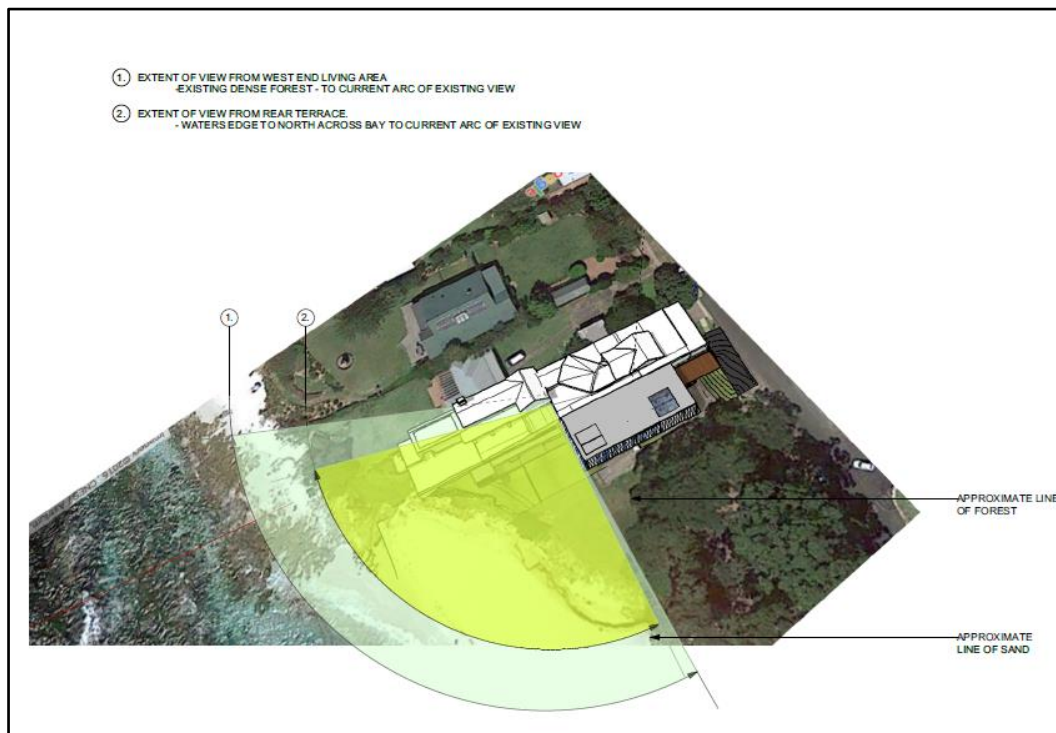 1. EXTENT OF VIEW FROM WEST END LIVING AREA
-EXISTING DENSE FOREST - TO CURRENT ARC OF EXISTING VIEW
2. EXTENT OF VIEW FROM REAR TERRACE.
- WATERS EDGE TO NORTH ACROSS BAY TO CURRENT ARC OF EXISTING VIEW
1.
2.
APPROXIMATE LINE
OF FOREST
APPROXIMATE
LINE OF SAND